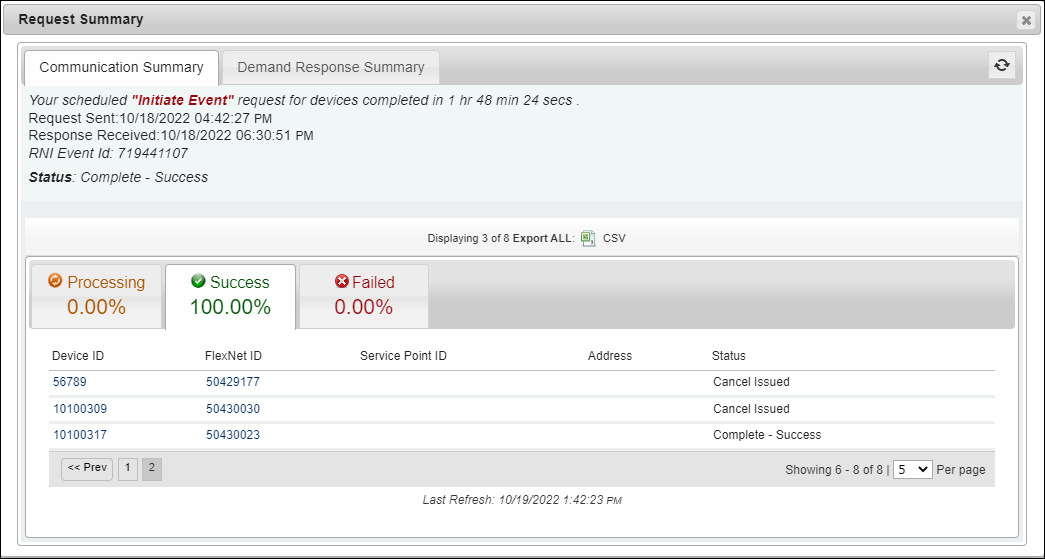 Request Summary
Communication Summary
Demand Response Summary
Your scheduled "Initiate Event" request for devices completed in 1 hr 48 min 24 secs .
Request Sent:10/18/2022 04:42:27 PM
Response Received:10/18/2022 06:30:51 PM
RNI Event Id: 719441107
Status: Complete - Success
Displaying 3 of 8 Export ALL: CSV
Processing Success Failed
0.00% 100.00% 0.00%
Device ID FlexNet ID Service Point ID Address Status
56789 50429177 Cancel Issued
10100309 50430030 Cancel Issued
10100317 50430023 Complete - Success
<< Prev 1 2 Showing 6 - 8 of 8 | 5 Per page
Last Refresh: 10/19/2022 1:42:23 PM